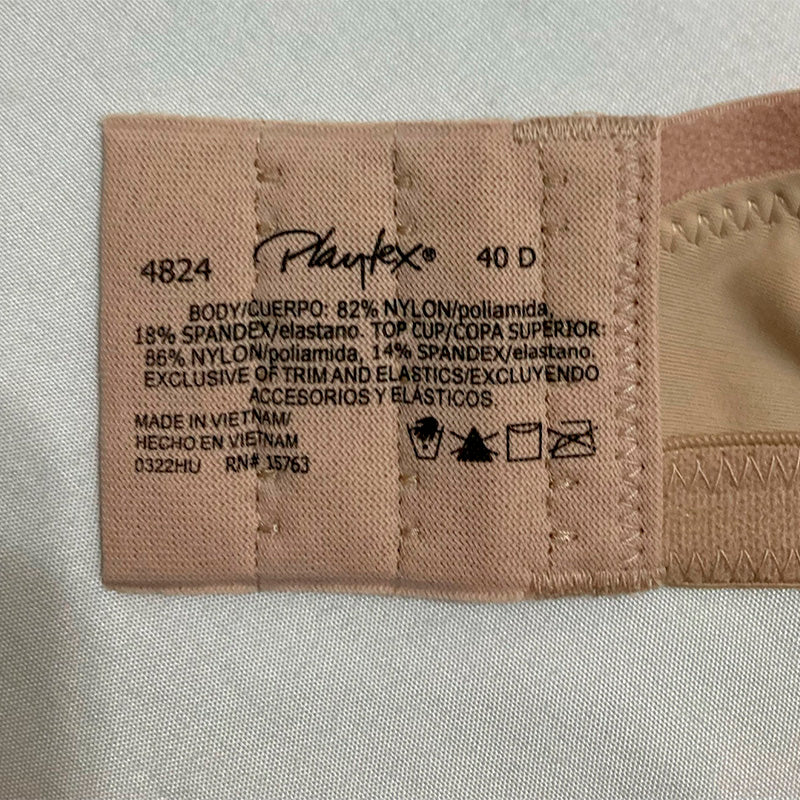 4824 Playtex® 40 D
BODY/CUERPO: 82% NYLON/poliamida,
18% SPANDEX/elastano. TOP CUP/COPA SUPERIOR:
86% NYLON/poliamida, 14% SPANDEX/elastano.
EXCLUSIVE OF TRIM AND ELASTICS/EXCLUYENDO
ACCESORIOS Y ELÁSTICOS.
MADE IN VIETNAM/
HECHO EN VIETNAM
0322HU RN# 15763